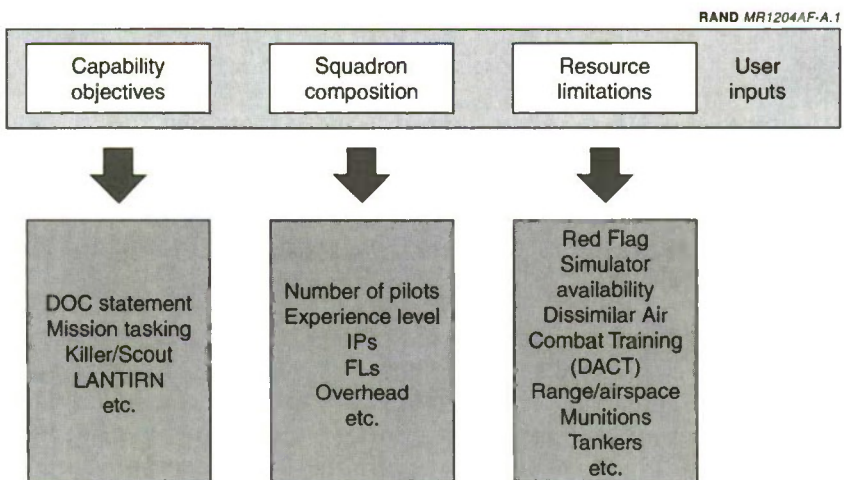 RAND MR1204AF-A.1
Capability
objectives
Squadron
composition
Resource
limitations
User
inputs
DOC statement
Mission tasking
Killer/Scout
LANTIRN
etc.
Number of pilots
Experience level
IPs
FLs
Overhead
etc.
Red Flag
Simulator
availability
Dissimilar Air
Combat Training
(DACT)
Range/airspace
Munitions
Tankers
etc.